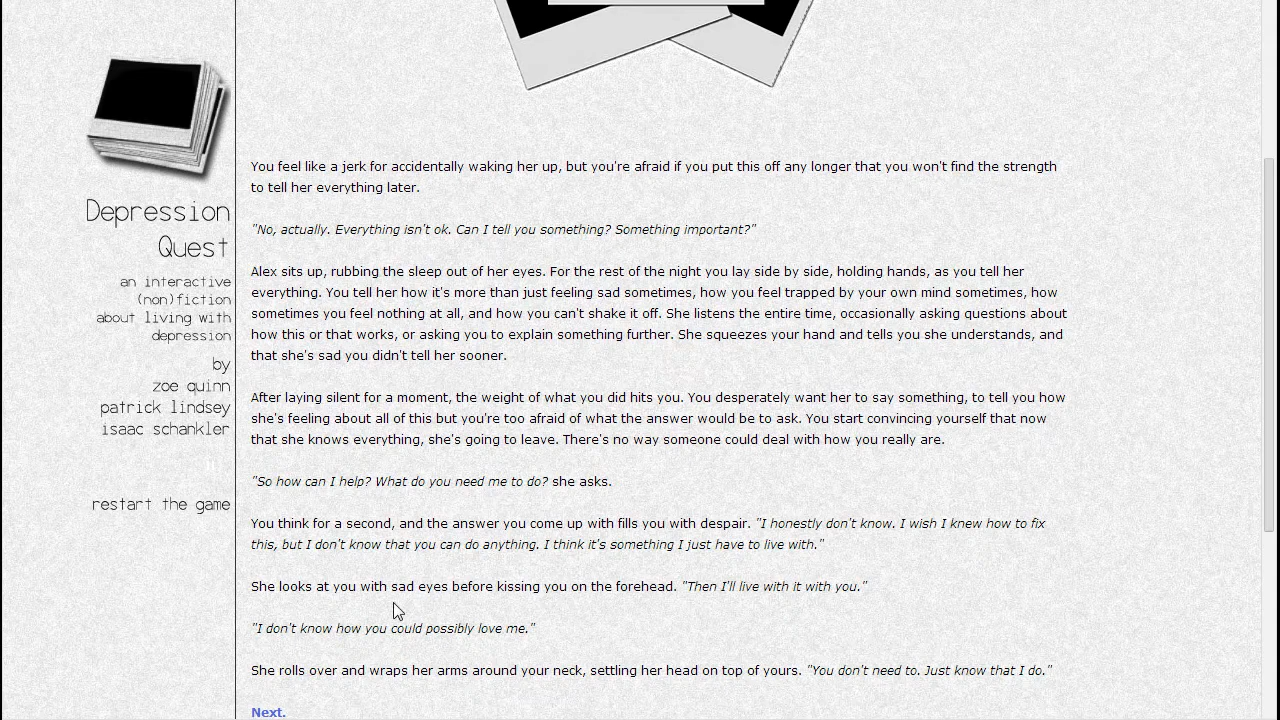 Depression
Quest
an interactive
(non)fiction
about living with
depression
by
zoe quinn
patrick lindsey
isaac schankler
restart the game
You feel like a jerk for accidentally waking her up, but you're afraid if you put this off any longer that you won't find the strength
to tell her everything later.
"No, actually. Everything isn't ok. Can I tell you something? Something important?"
Alex sits up, rubbing the sleep out of her eyes. For the rest of the night you lay side by side, holding hands, as you tell her
everything. You tell her how it's more than just feeling sad sometimes, how you feel trapped by your own mind sometimes, how
sometimes you feel nothing at all, and how you can't shake it off. She listens the entire time, occasionally asking questions about
how this or that works, or asking you to explain something further. She squeezes your hand and tells you she understands, and
that she's sad you didn't tell her sooner.
After laying silent for a moment, the weight of what you did hits you. You desperately want her to say something, to tell you how
she's feeling about all of this but you're too afraid of what the answer would be to ask. You start convincing yourself that now
that she knows everything, she's going to leave. There's no way someone could deal with how you really are.
"So how can I help? What do you need me to do? she asks.
You think for a second, and the answer you come up with fills you with despair. "I honestly don't know. I wish I knew how to fix
this, but I don't know that you can do anything. I think it's something I just have to live with."
She looks at you with sad eyes before kissing you on the forehead. "Then I'll live with it with you."
"I don't know how you could possibly love me."
She rolls over and wraps her arms around your neck, settling her head on top of yours. "You don't need to. Just know that I do."
Next.